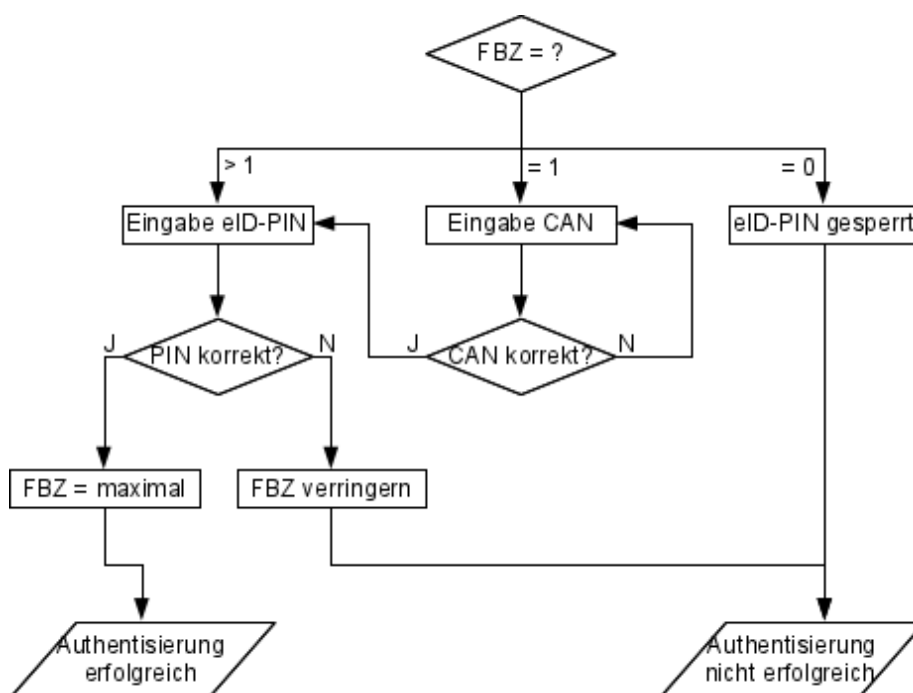 FBZ = ?
> 1
= 1
= 0
Eingabe eID-PIN
Eingabe CAN
eID-PIN gesperrt
J
PIN korrekt?
N
J
CAN korrekt?
N
FBZ = maximal
FBZ verringern
Authentisierung
erfolgreich
Authentisierung
nicht erfolgreich